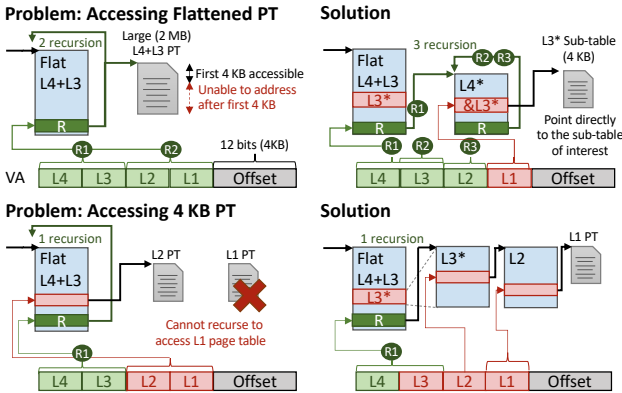 Problem: Accessing Flattened PT
2 recursion
Large (2 MB)
L4+L3 PT
Flat
L4+L3
First 4 KB accessible
Unable to address
after first 4 KB
R
R1
R2
12 bits (4KB)
VA
L4
L3
L2
L1
Offset
Solution
3 recursion
L3* Sub-table
(4 KB)
Flat
L4+L3
L3*
R
R1
R2
R3
L4*
&L3*
Point directly
to the sub-table
of interest
R1
R2
R3
L4
L3
L2
L1
Offset
Problem: Accessing 4 KB PT
1 recursion
Flat
L4+L3
R
L2 PT
L1 PT
Cannot recurse to
access L1 page table
R1
L4
L3
L2
L1
Offset
Solution
1 recursion
Flat
L4+L3
L3*
R
L3*
L2
L1 PT
R1
L4
L3
L2
L1
Offset